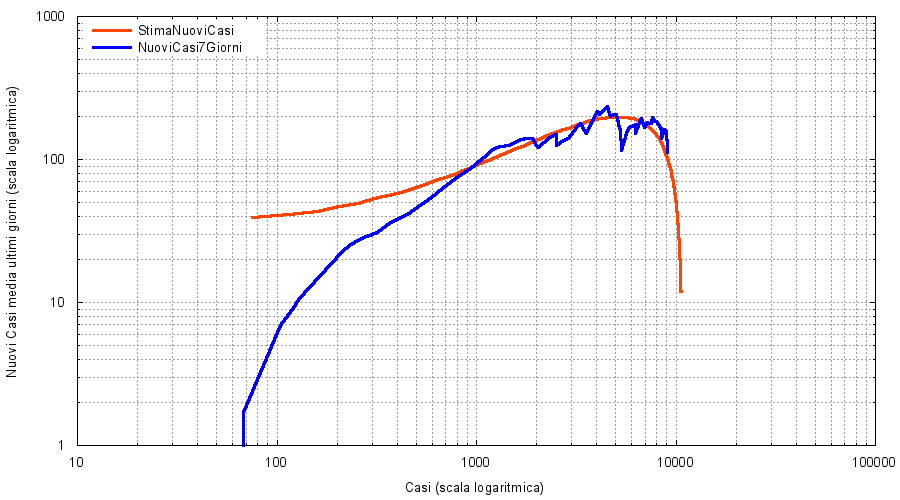 1000
StimaNuoviCasi
NuoviCasi7Giorni
100
10
1
Nuovi Casi media ultimi giorni (scala logaritmica)
10
100
1000
10000
100000
Casi (scala logaritmica)